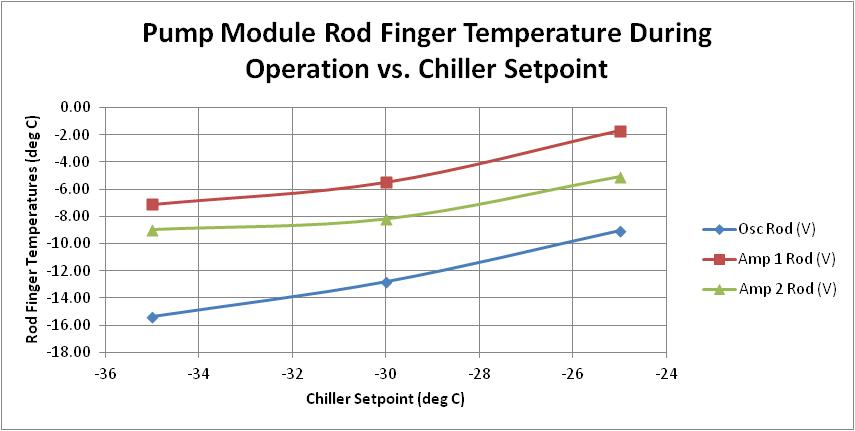 Pump Module Rod Finger Temperature During
Operation vs. Chiller Setpoint
Rod Finger Temperatures (deg C)
0.00
-2.00
-4.00
-6.00
-8.00
-10.00
-12.00
-14.00
-16.00
-18.00
-36
-34
-32
-30
-28
-26
-24
Chiller Setpoint (deg C)
Osc Rod (V)
Amp 1 Rod (V)
Amp 2 Rod (V)